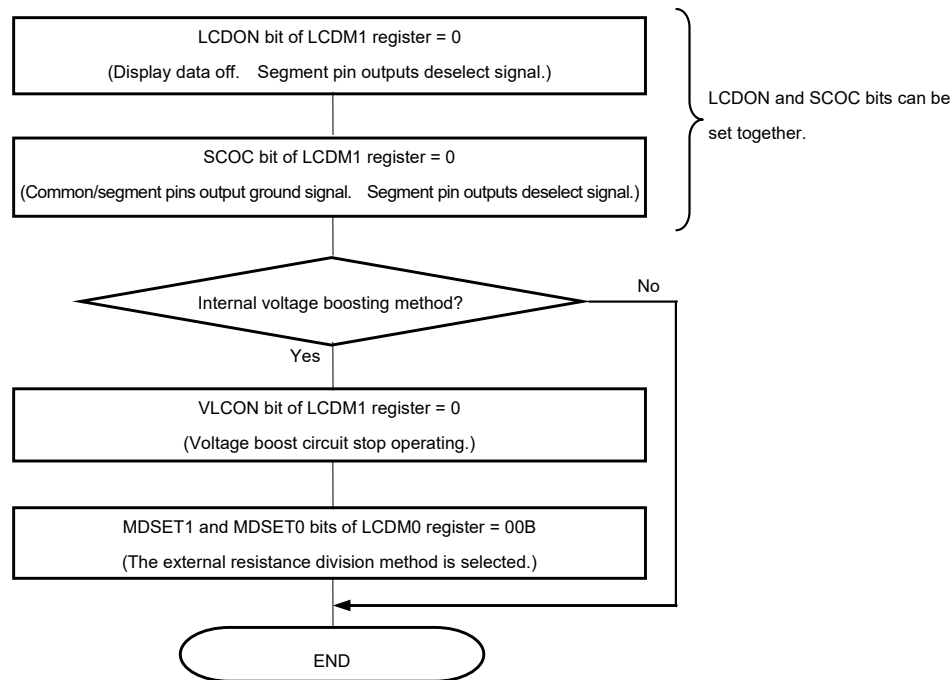 LCDON bit of LCDM1 register = 0
(Display data off. Segment pin outputs deselect signal.)
LCDON and SCOC bits can be
set together.
SCOC bit of LCDM1 register = 0
(Common/segment pins output ground signal. Segment pin outputs deselect signal.)
Internal voltage boosting method?
No
Yes
VLCON bit of LCDM1 register = 0
(Voltage boost circuit stop operating.)
MDSET1 and MDSET0 bits of LCDM0 register = 00B
(The external resistance division method is selected.)
END